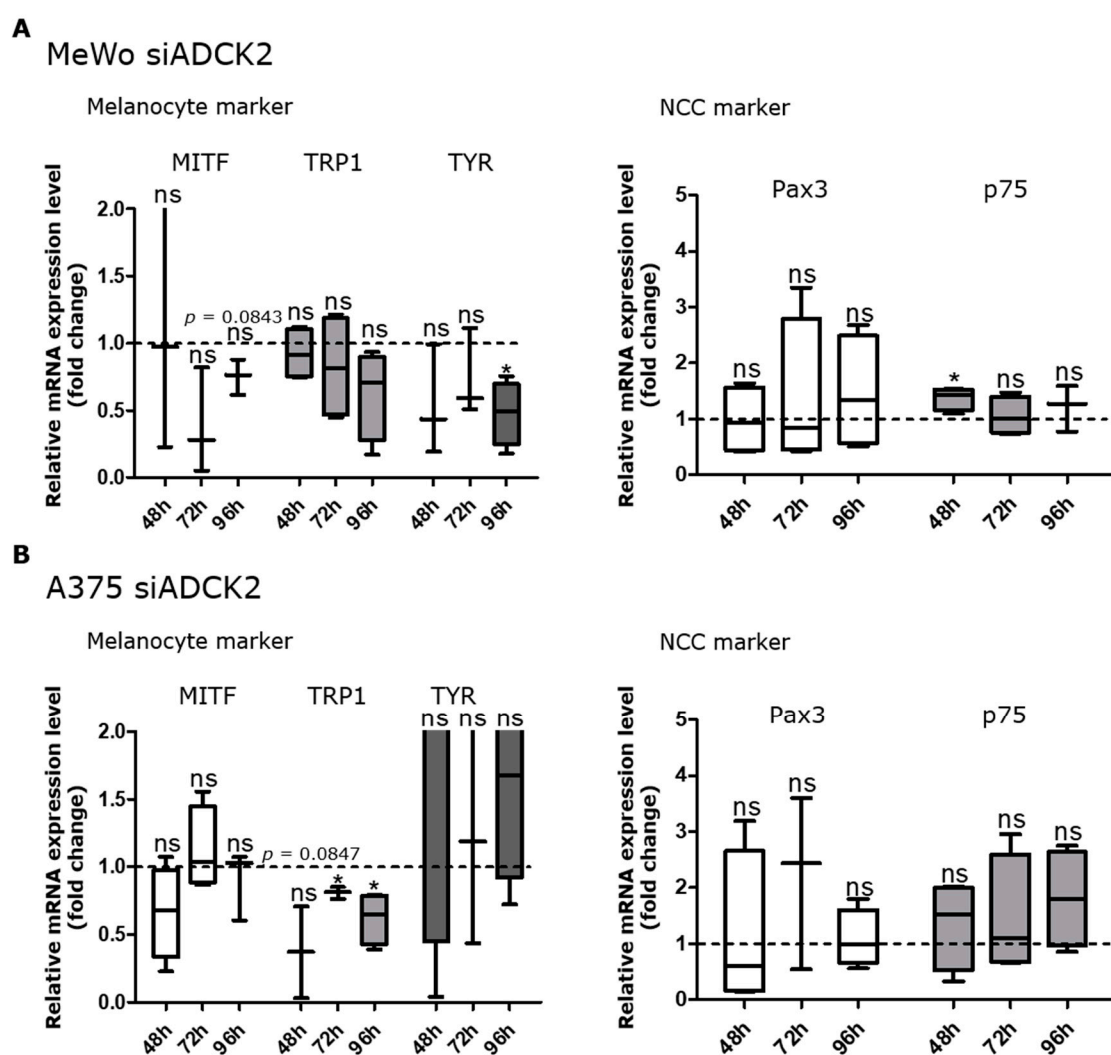 A
MeWo siADCK2
Melanocyte marker
NCC marker
MITF
TRP1
TYR
Relative mRNA expression level
(fold change)
2.0
1.5
1.0
0.5
0.0
ns
ns
p = 0.0843
ns
ns
ns
ns
ns
ns
*
48h
72h
96h
48h
72h
96h
48h
72h
96h
Pax3
p75
Relative mRNA expression level
(fold change)
5
4
3
2
1
0
ns
ns
ns
*
ns
ns
48h
72h
96h
48h
72h
96h
B
A375 siADCK2
Melanocyte marker
NCC marker
MITF
TRP1
TYR
Relative mRNA expression level
(fold change)
2.0
1.5
1.0
0.5
0.0
ns
ns
ns
p = 0.0847
ns
*
*
ns
ns
ns
48h
72h
96h
48h
72h
96h
48h
72h
96h
Pax3
p75
Relative mRNA expression level
(fold change)
5
4
3
2
1
0
ns
ns
ns
ns
ns
ns
48h
72h
96h
48h
72h
96h